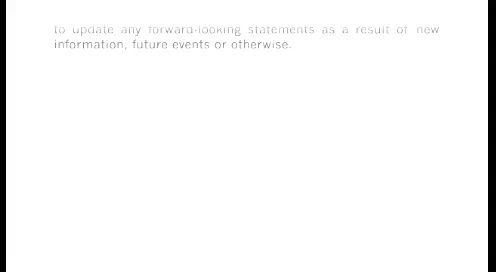 to update any forward-looking statements as a result of new
information, future events or otherwise.